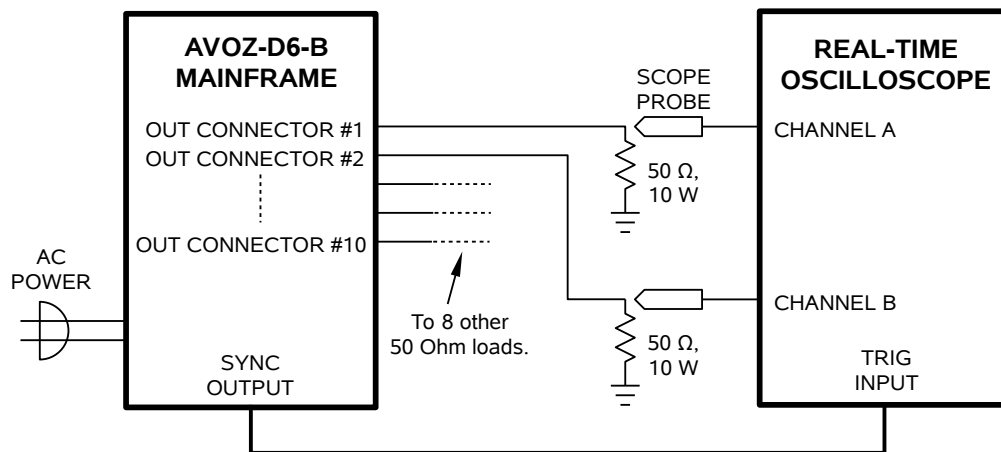 AVOZ-D6-B
MAINFRAME
OUT CONNECTOR #1
OUT CONNECTOR #2
OUT CONNECTOR #10
AC
POWER
SYNC
OUTPUT
To 8 other
50 Ohm loads.
SCOPE
PROBE
50 Ω,
10 W
50 Ω,
10 W
REAL-TIME
OSCILLOSCOPE
CHANNEL A
CHANNEL B
TRIG
INPUT